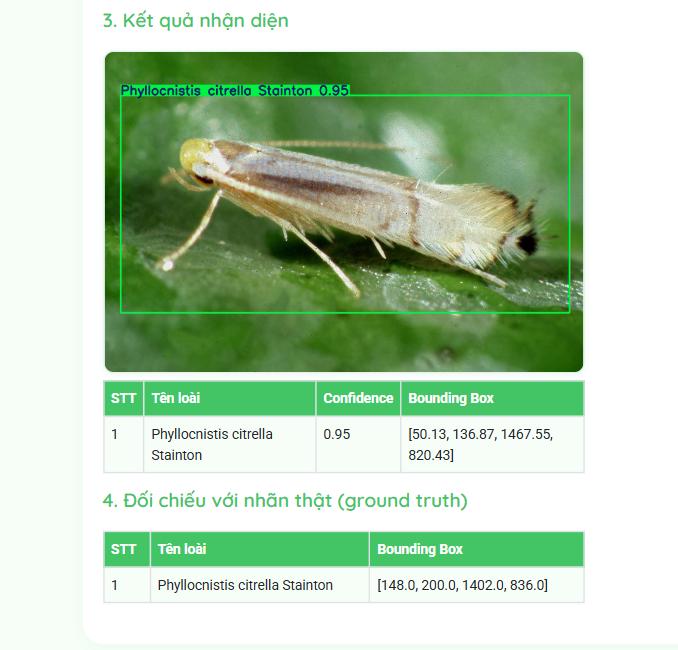 3. Kết quả nhận diện
Phyllocnistis citrella Stainton 0.95
STT Tên loài Confidence Bounding Box
1 Phyllocnistis citrella Stainton 0.95 [50.13, 136.87, 1467.55, 820.43]
4. Đối chiếu với nhãn thật (ground truth)
STT Tên loài Bounding Box
1 Phyllocnistis citrella Stainton [148.0, 200.0, 1402.0, 836.0]